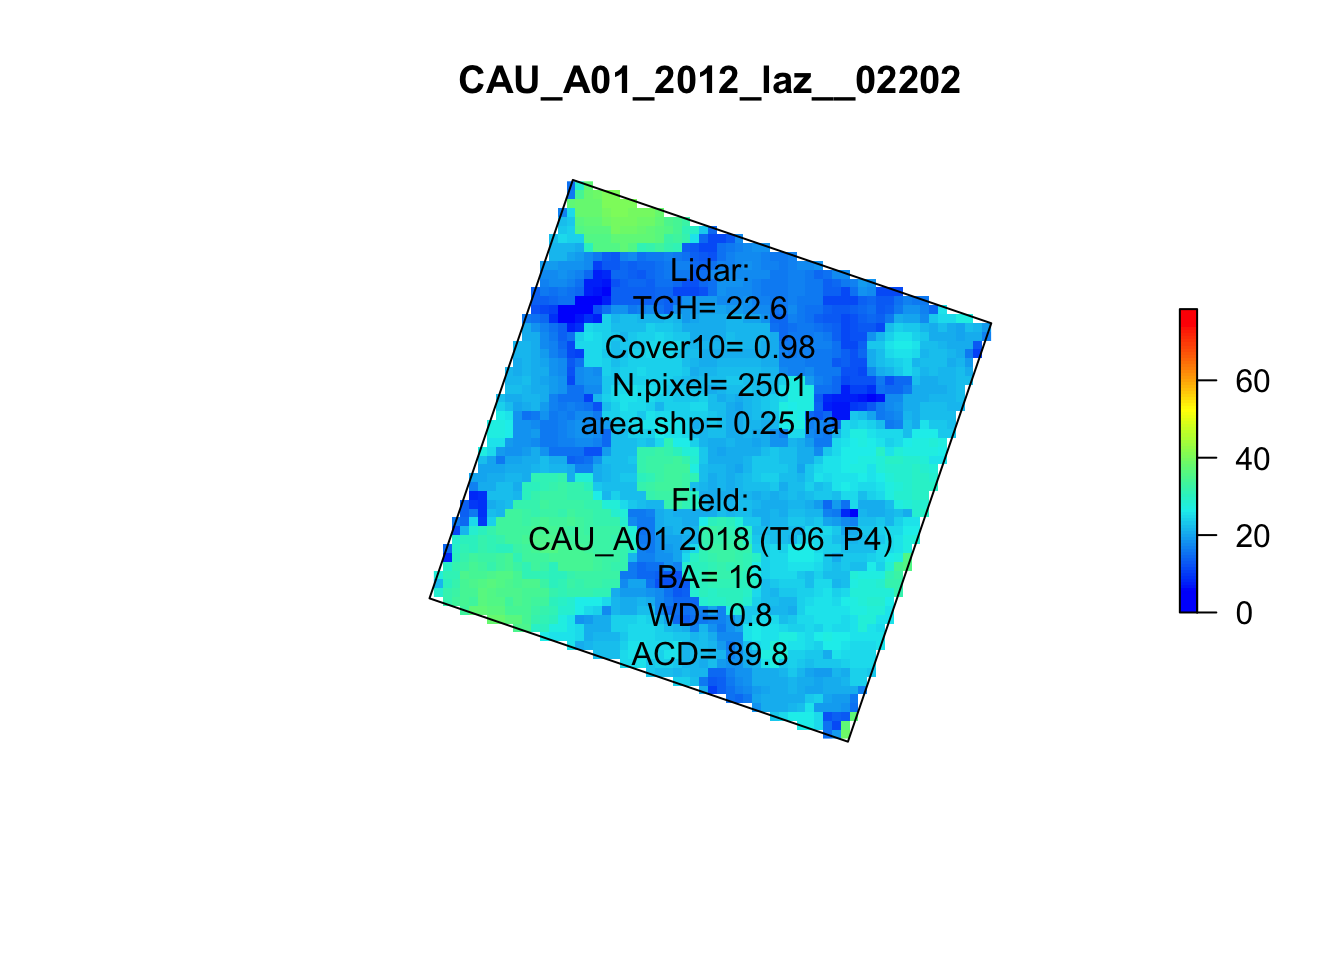 CAU_A01_2012_laz__02202
Lidar:
TCH= 22.6
Cover10= 0.98
N.pixel= 2501
area.shp= 0.25 ha
Field:
CAU_A01 2018 (T06_P4)
BA= 16
WD= 0.8
ACD= 89.8
60
40
20
0